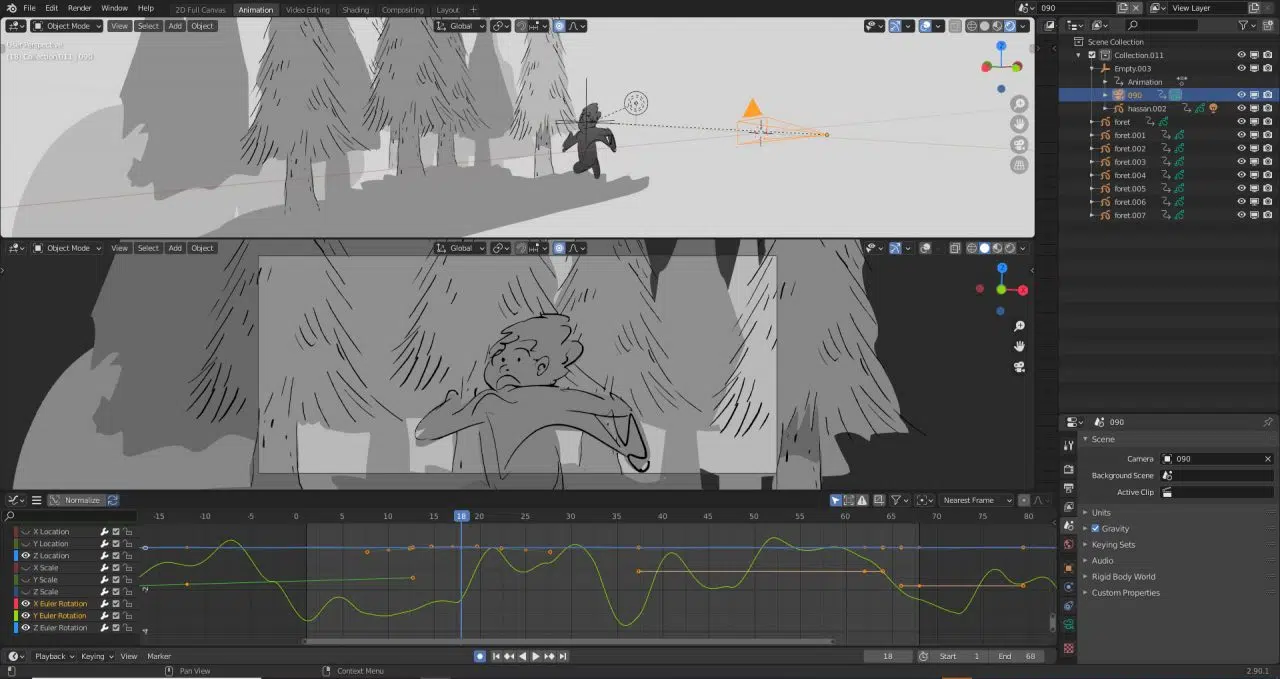 File Edit Render Window Help 2D Full Canvas Animation Video Editing Shading Compositing Layout + 090 View Layer
Object Mode View Select Add Object Global
User Perspective
(18) Collection.011 | 090
Scene Collection
Collection.011
Empty.003
Animation
090
hassan.002
foret
foret.001
foret.002
foret.003
foret.004
foret.005
foret.006
foret.007
Object Mode View Select Add Object Global
Z
X
090
Scene
Camera 090
Background Scene
Active Clip
Units
Gravity
Keying Sets
Audio
Rigid Body World
Custom Properties
Normalize Nearest Frame
-15 -10 -5 0 5 10 15 18 20 25 30 35 40 45 50 55 60 65 70 75 80
X Location
Y Location
Z Location
X Scale
Y Scale
Z Scale
X Euler Rotation
Y Euler Rotation
Z Euler Rotation
Playback Keying View Marker 18 Start 1 End 68
Pan View Context Menu 2.90.1